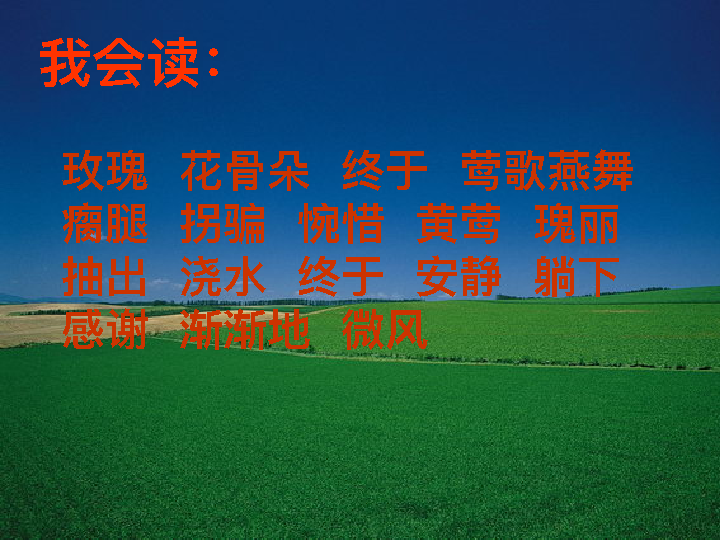 我会读：
玫瑰 花骨朵 终于 莺歌燕舞
瘸腿 拐骗 惋惜 黄莺 瑰丽
抽出 浇水 终于 安静 躺下
感谢 渐渐地 微风